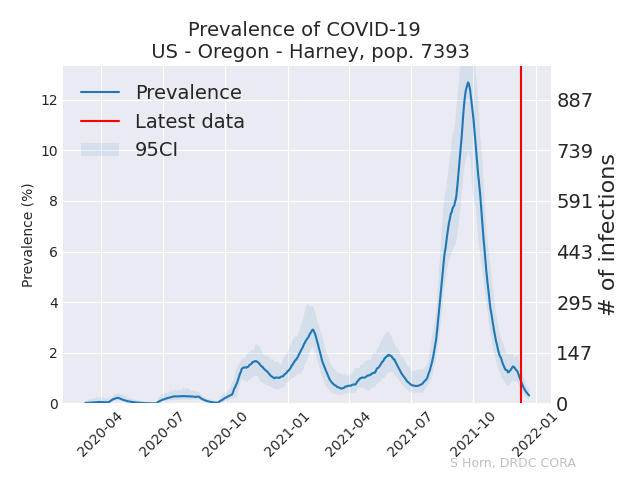 Prevalence of COVID-19
US - Oregon - Harney, pop. 7393
Prevalence
Latest data
95CI
Prevalence (%)
12
10
8
6
4
2
0
887
739
591
443
295
147
0
# of infections
2020-04
2020-07
2020-10
2021-01
2021-04
2021-07
2021-10
2022-01
S Horn, DRDC CORA